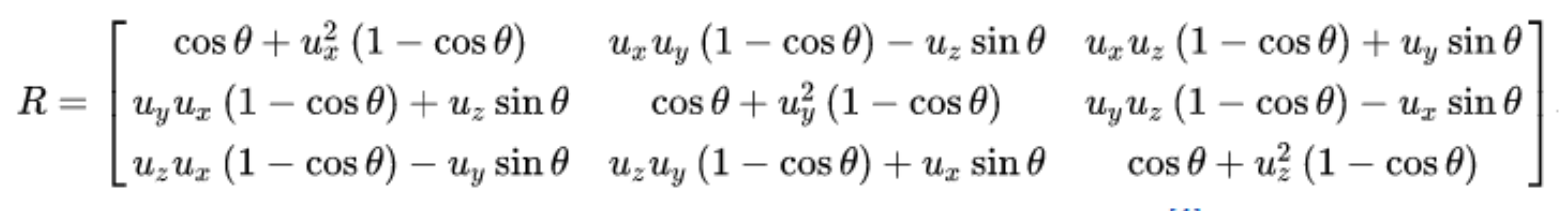 R = [ cos θ + u_x^2 (1 − cos θ)   u_x u_y (1 − cos θ) − u_z sin θ   u_x u_z (1 − cos θ) + u_y sin θ
u_y u_x (1 − cos θ) + u_z sin θ   cos θ + u_y^2 (1 − cos θ)   u_y u_z (1 − cos θ) − u_x sin θ
u_z u_x (1 − cos θ) − u_y sin θ   u_z u_y (1 − cos θ) + u_x sin θ   cos θ + u_z^2 (1 − cos θ) ]